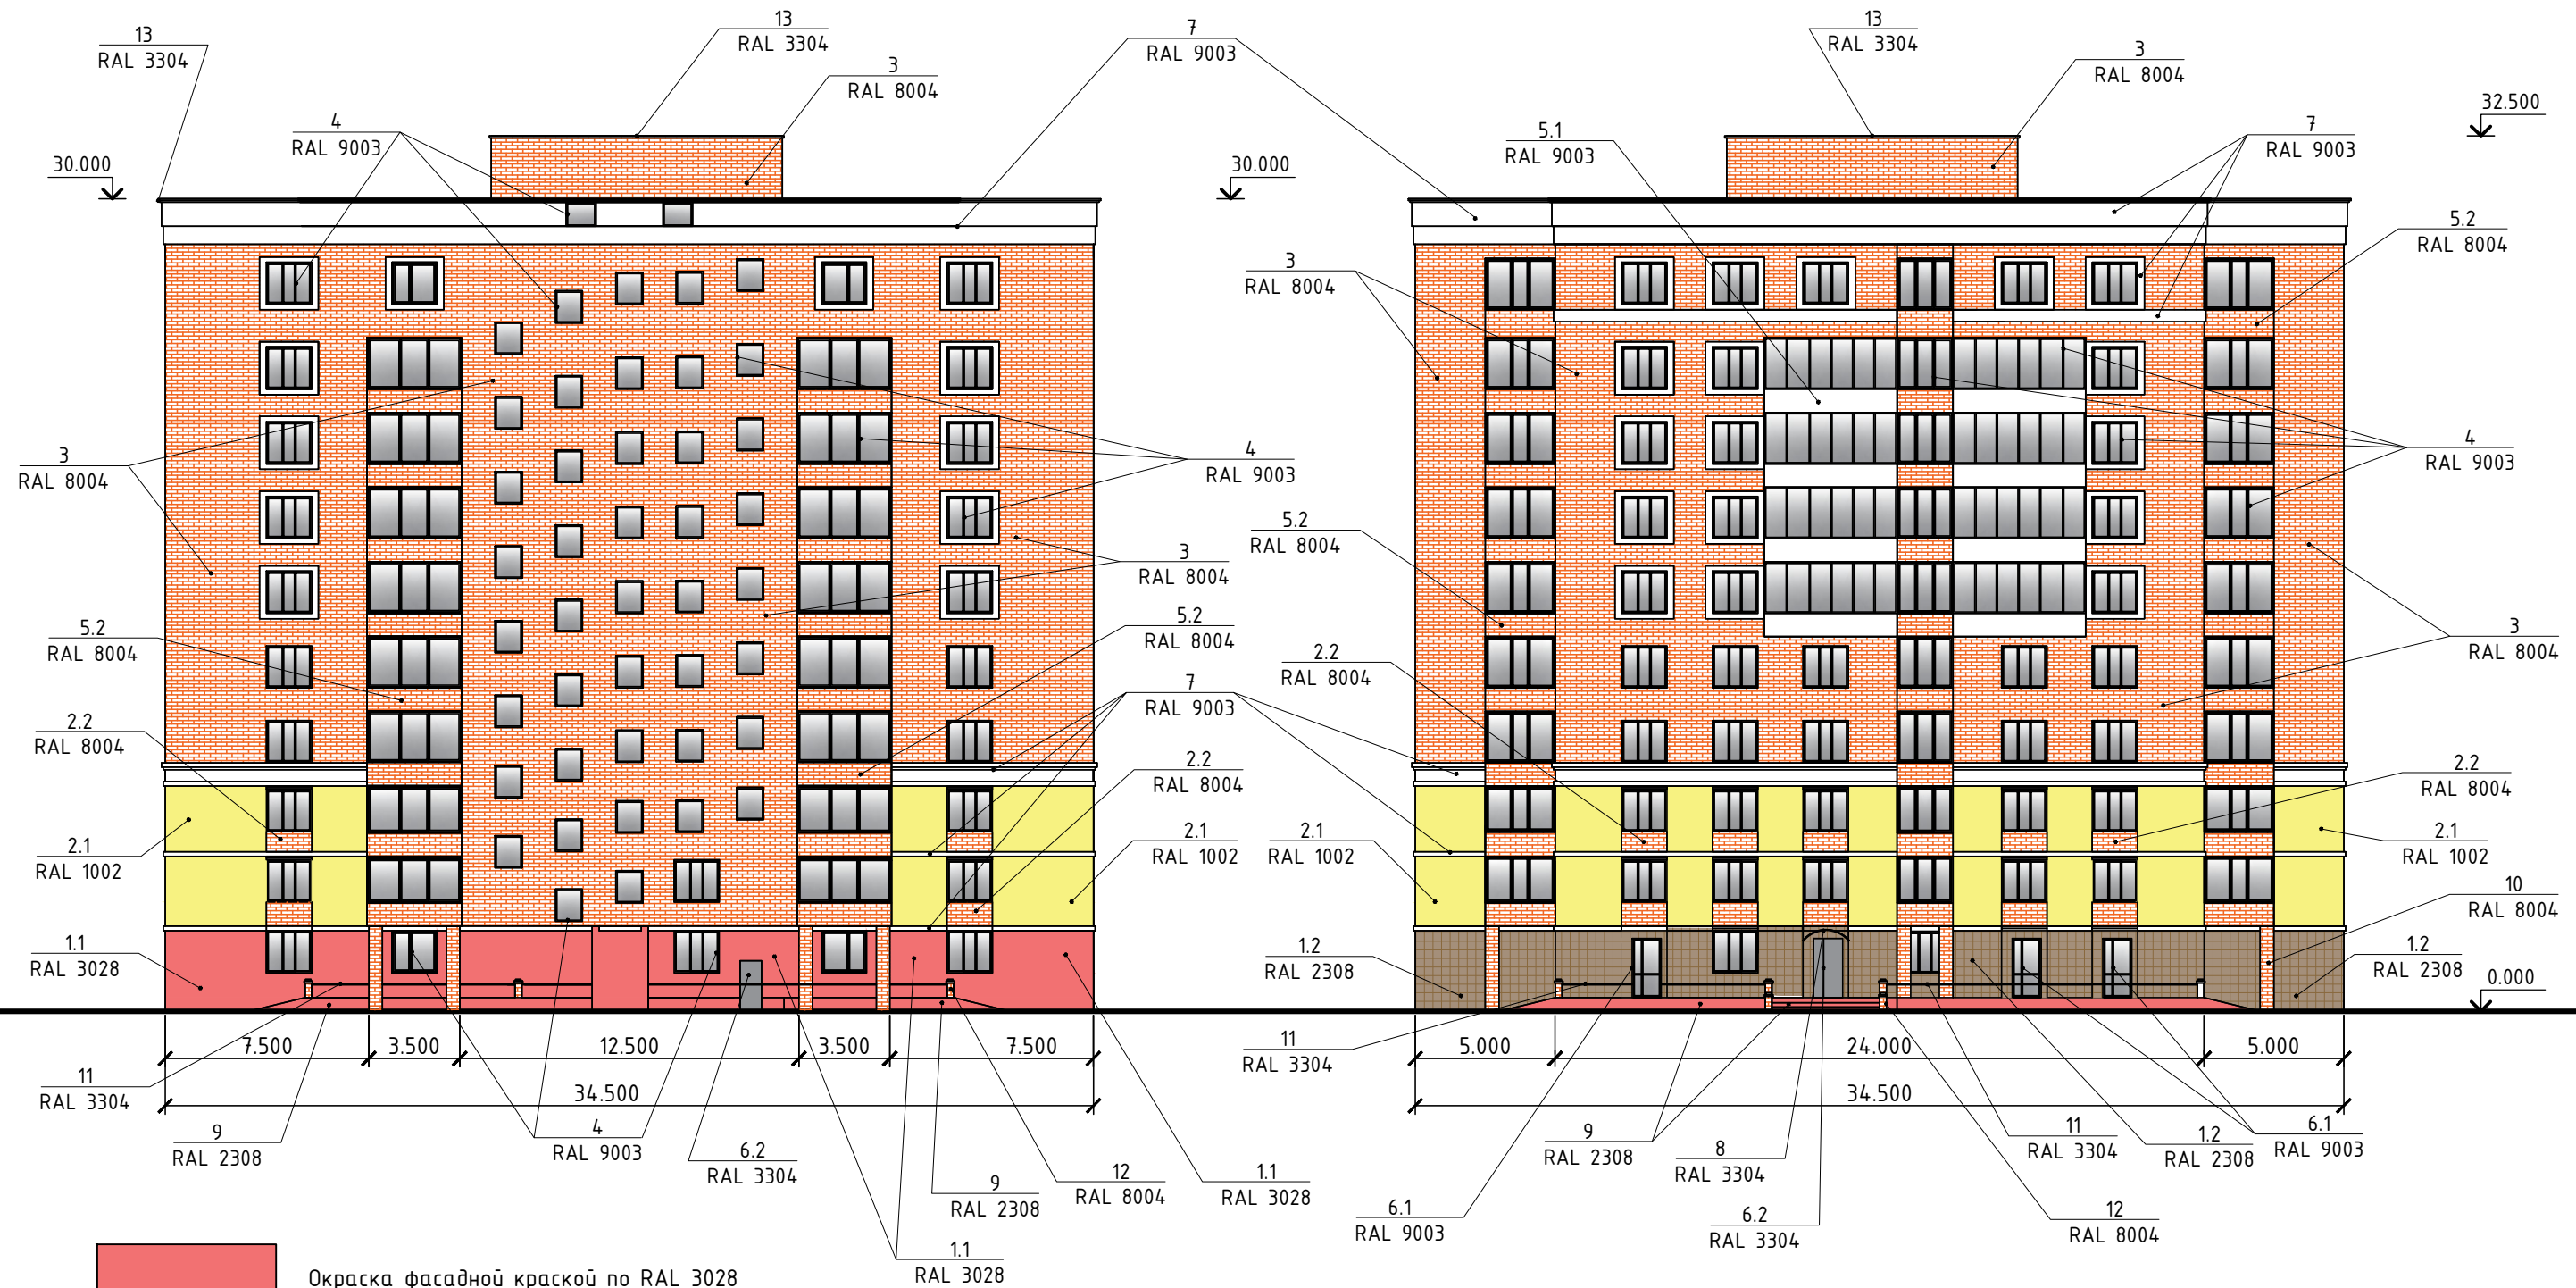 13
RAL 3304
13
RAL 3304
3
RAL 8004
7
RAL 9003
13
RAL 3304
3
RAL 8004
32.500
4
RAL 9003
5.1
RAL 9003
7
RAL 9003
30.000
30.000
5.2
RAL 8004
3
RAL 8004
3
RAL 8004
4
RAL 9003
4
RAL 9003
5.2
RAL 8004
3
RAL 8004
5.2
RAL 8004
5.2
RAL 8004
2.2
RAL 8004
3
RAL 8004
7
RAL 9003
2.2
RAL 8004
2.2
RAL 8004
2.2
RAL 8004
2.1
RAL 1002
2.1
RAL 1002
2.1
RAL 1002
2.1
RAL 1002
10
RAL 8004
1.1
RAL 3028
1.2
RAL 2308
1.2
RAL 2308
0.000
7.500
3.500
12.500
3.500
7.500
5.000
24.000
5.000
11
RAL 3304
34.500
11
RAL 3304
34.500
9
RAL 2308
4
RAL 9003
6.2
RAL 3304
9
RAL 2308
12
RAL 8004
1.1
RAL 3028
9
RAL 2308
8
RAL 3304
11
RAL 3304
1.2
RAL 2308
6.1
RAL 9003
6.1
RAL 9003
6.2
RAL 3304
12
RAL 8004
1.1
RAL 3028
Окраска фасадной краской по RAL 3028